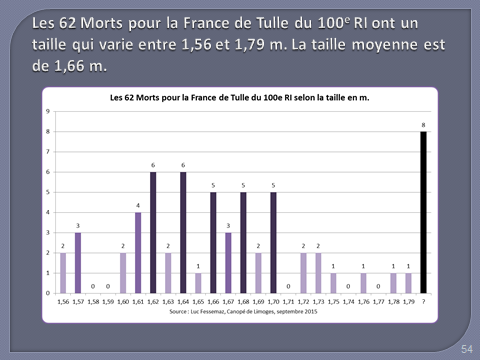 Les 62 Morts pour la France de Tulle du 100e RI ont un
taille qui varie entre 1,56 et 1,79 m. La taille moyenne est
de 1,66 m.
Les 62 Morts pour la France de Tulle du 100e RI selon la taille en m.
9
8
7
6
5
4
3
2
1
0
2 3 0 0 2 4 6 2 6 1 5 3 5 2 5 0 2 2 1 0 1 0 1 1 8
1,56 1,57 1,58 1,59 1,60 1,61 1,62 1,63 1,64 1,65 1,66 1,67 1,68 1,69 1,70 1,71 1,72 1,73 1,75 1,74 1,76 1,77 1,78 1,79 ?
Source : Luc Fessemaz, Canopé de Limoges, septembre 2015
54